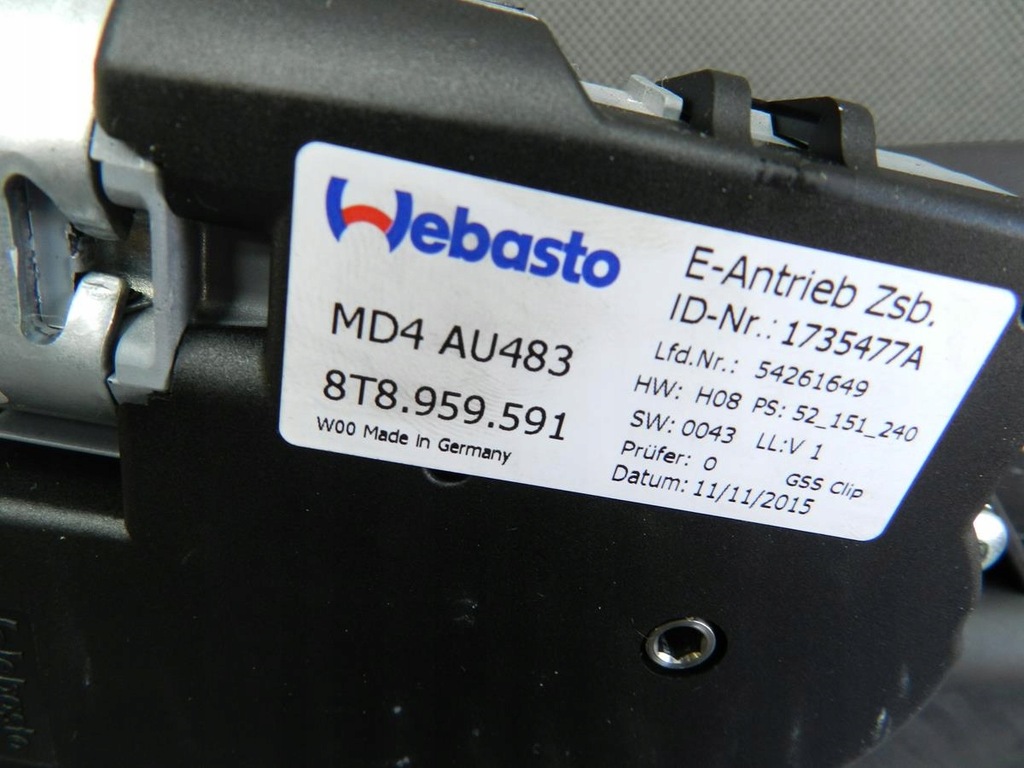 Webasto
MD4 AU483
8T8.959.591
W00 Made in Germany
E-Antrieb Zsb.
ID-Nr.: 1735477A
Lfd.Nr.: 54261649
HW: H08 PS: 52_151_240
SW: 0043 LL:V 1
Prüfer: 0 GSS Clip
Datum: 11/11/2015
Webasto